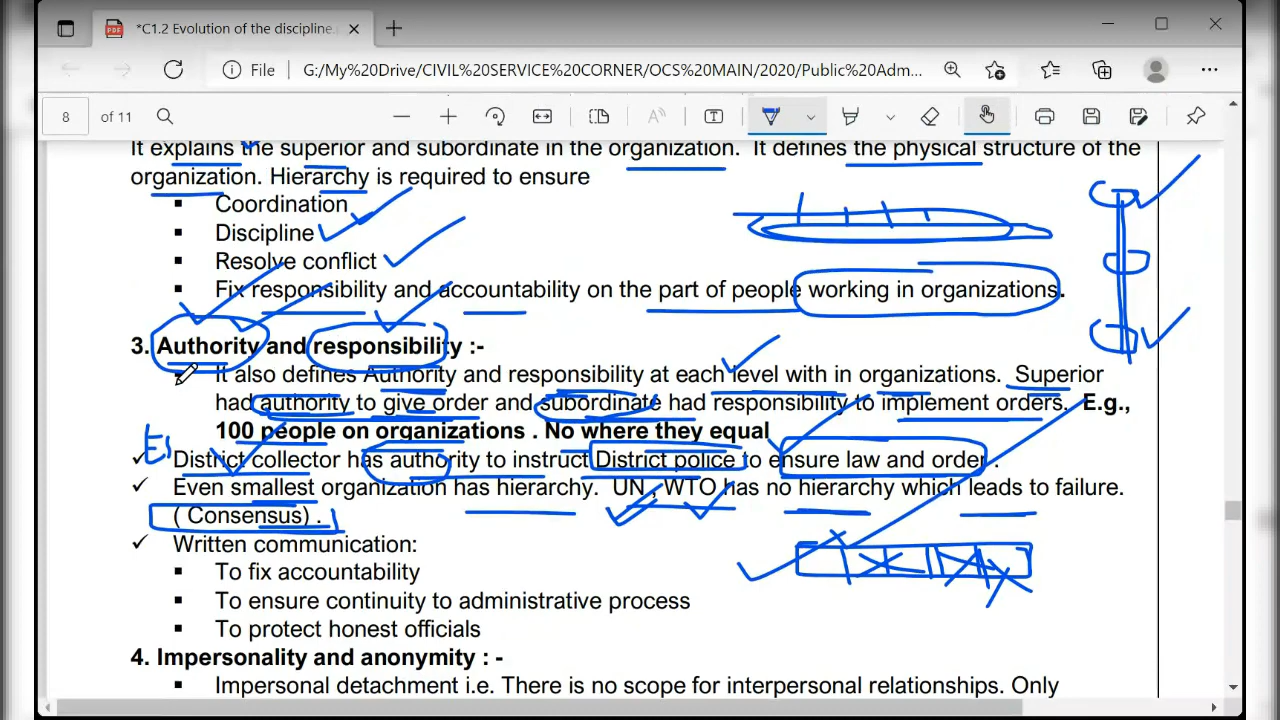 *C1.2 Evolution of the discipline.
File
G:/My%20Drive/CIVIL%20SERVICE%20CORNER/OCS%20MAIN/2020/Public%20Adm...
8 of 11
It explains the superior and subordinate in the organization. It defines the physical structure of the
organization. Hierarchy is required to ensure
▪ Coordination
▪ Discipline
▪ Resolve conflict
▪ Fix responsibility and accountability on the part of people working in organizations.
3. Authority and responsibility :-
It also defines Authority and responsibility at each level with in organizations. Superior
had authority to give order and subordinate had responsibility to implement orders. E.g.,
100 people on organizations . No where they equal
✓ District collector has authority to instruct District police to ensure law and order .
✓ Even smallest organization has hierarchy. UN , WTO has no hierarchy which leads to failure.
( Consensus) .
✓ Written communication:
▪ To fix accountability
▪ To ensure continuity to administrative process
▪ To protect honest officials
4. Impersonality and anonymity : -
▪ Impersonal detachment i.e. There is no scope for interpersonal relationships. Only